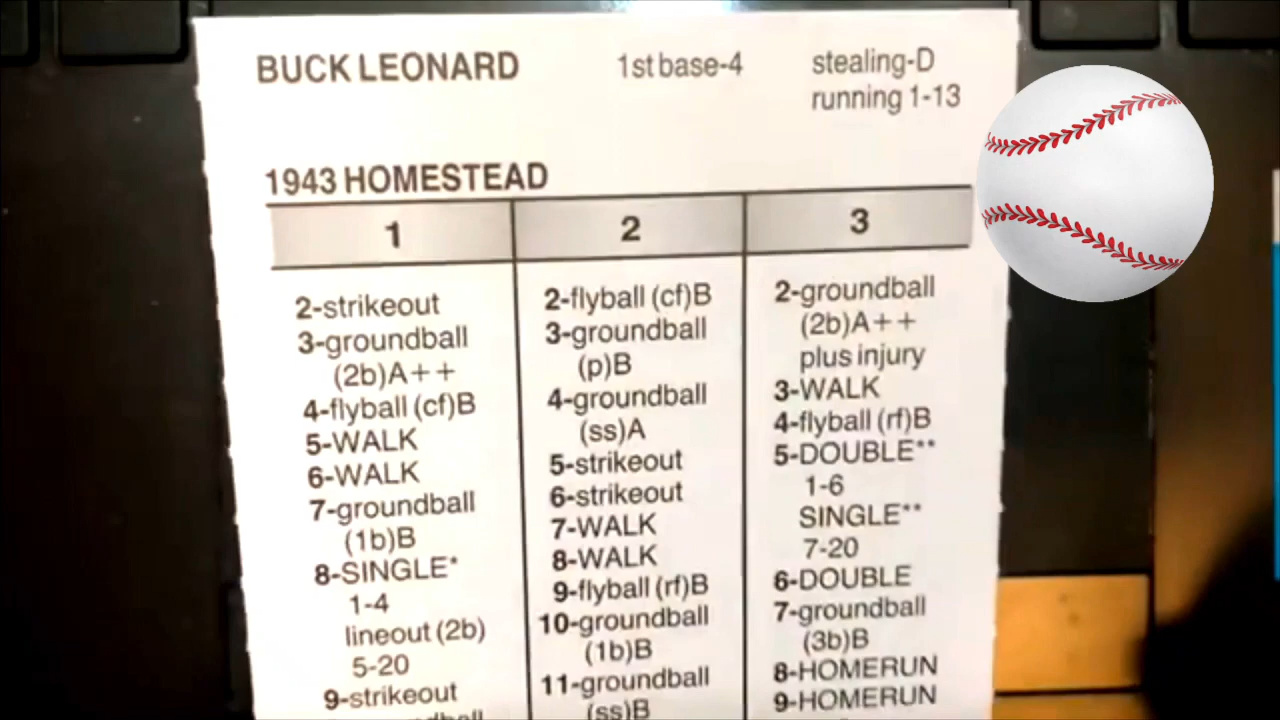 BUCK LEONARD 1st base-4 stealing-D
running 1-13
1943 HOMESTEAD
1 2 3
2-strikeout
3-groundball
(2b)A++
4-flyball (cf)B
5-WALK
6-WALK
7-groundball
(1b)B
8-SINGLE*
1-4
lineout (2b)
5-20
9-strikeout
2-flyball (cf)B
3-groundball
(p)B
4-groundball
(ss)A
5-strikeout
6-strikeout
7-WALK
8-WALK
9-flyball (rf)B
10-groundball
(1b)B
11-groundball
(ss)B
2-groundball
(2b)A++
plus injury
3-WALK
4-flyball (rf)B
5-DOUBLE**
1-6
SINGLE**
7-20
6-DOUBLE
7-groundball
(3b)B
8-HOMERUN
9-HOMERUN